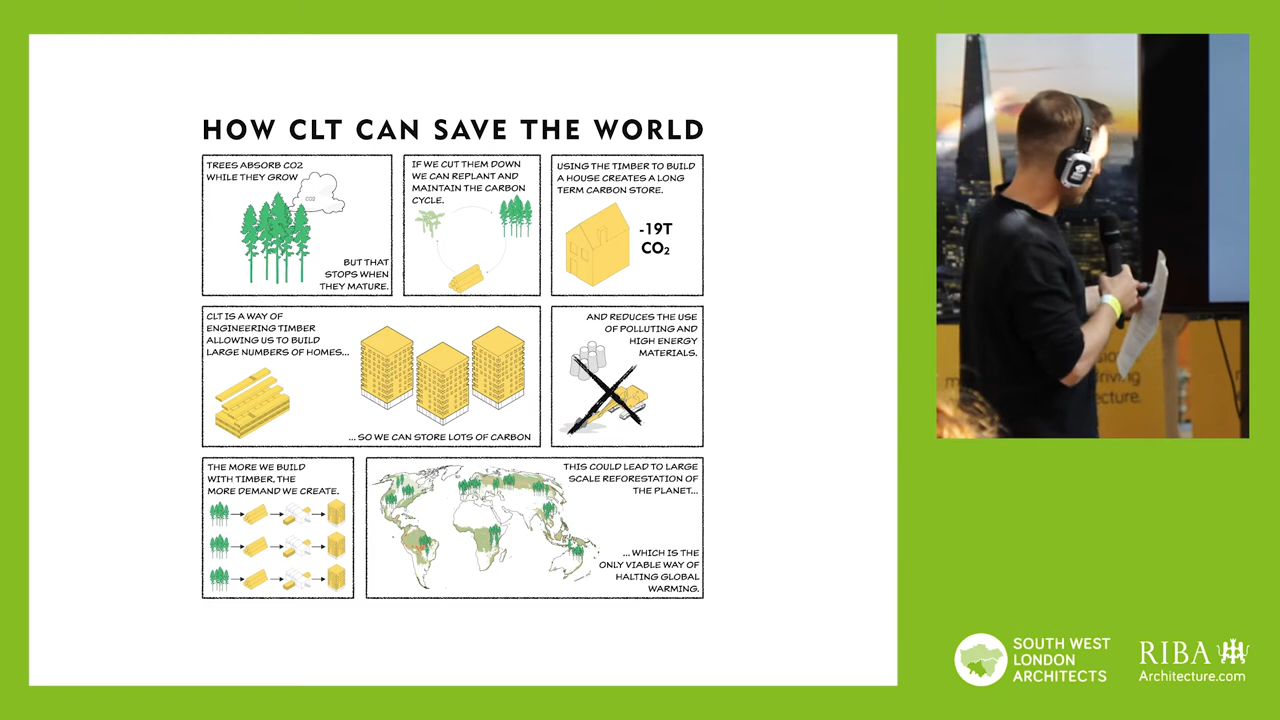 HOW CLT CAN SAVE THE WORLD
TREES ABSORB CO2
WHILE THEY GROW
CO2
BUT THAT
STOPS WHEN
THEY MATURE.
IF WE CUT THEM DOWN
WE CAN REPLANT AND
MAINTAIN THE CARBON
CYCLE.
USING THE TIMBER TO BUILD
A HOUSE CREATES A LONG
TERM CARBON STORE.
-19T
CO₂
CLT IS A WAY OF
ENGINEERING TIMBER
ALLOWING US TO BUILD
LARGE NUMBERS OF HOMES...
... SO WE CAN STORE LOTS OF CARBON
AND REDUCES THE USE
OF POLLUTING AND
HIGH ENERGY
MATERIALS.
THE MORE WE BUILD
WITH TIMBER, THE
MORE DEMAND WE CREATE.
THIS COULD LEAD TO LARGE
SCALE REFORESTATION OF
THE PLANET...
...WHICH IS THE
ONLY VIABLE WAY OF
HALTING GLOBAL
WARMING.
SOUTH WEST
LONDON
ARCHITECTS
RIBA
Architecture.com